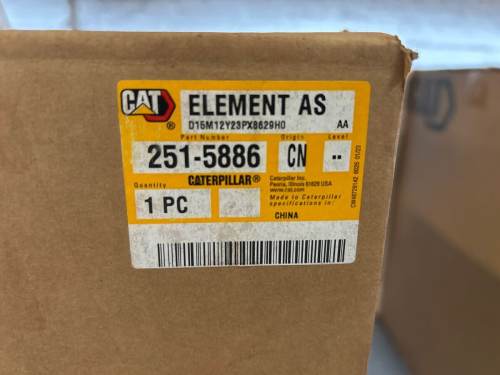 CAT ® ELEMENT AS
D15M12Y23PX8629H0 AA
Part Number Origin Level
251-5886 CN --
Quantity CATERPILLAR® Caterpillar Inc.
Peoria, Illinois 61629 USA
www.cat.com
1 PC Made to Caterpillar
specifications in:
CHINA